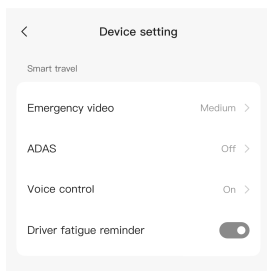 Device setting
Smart travel
Emergency video Medium
ADAS Off
Voice control On
Driver fatigue reminder